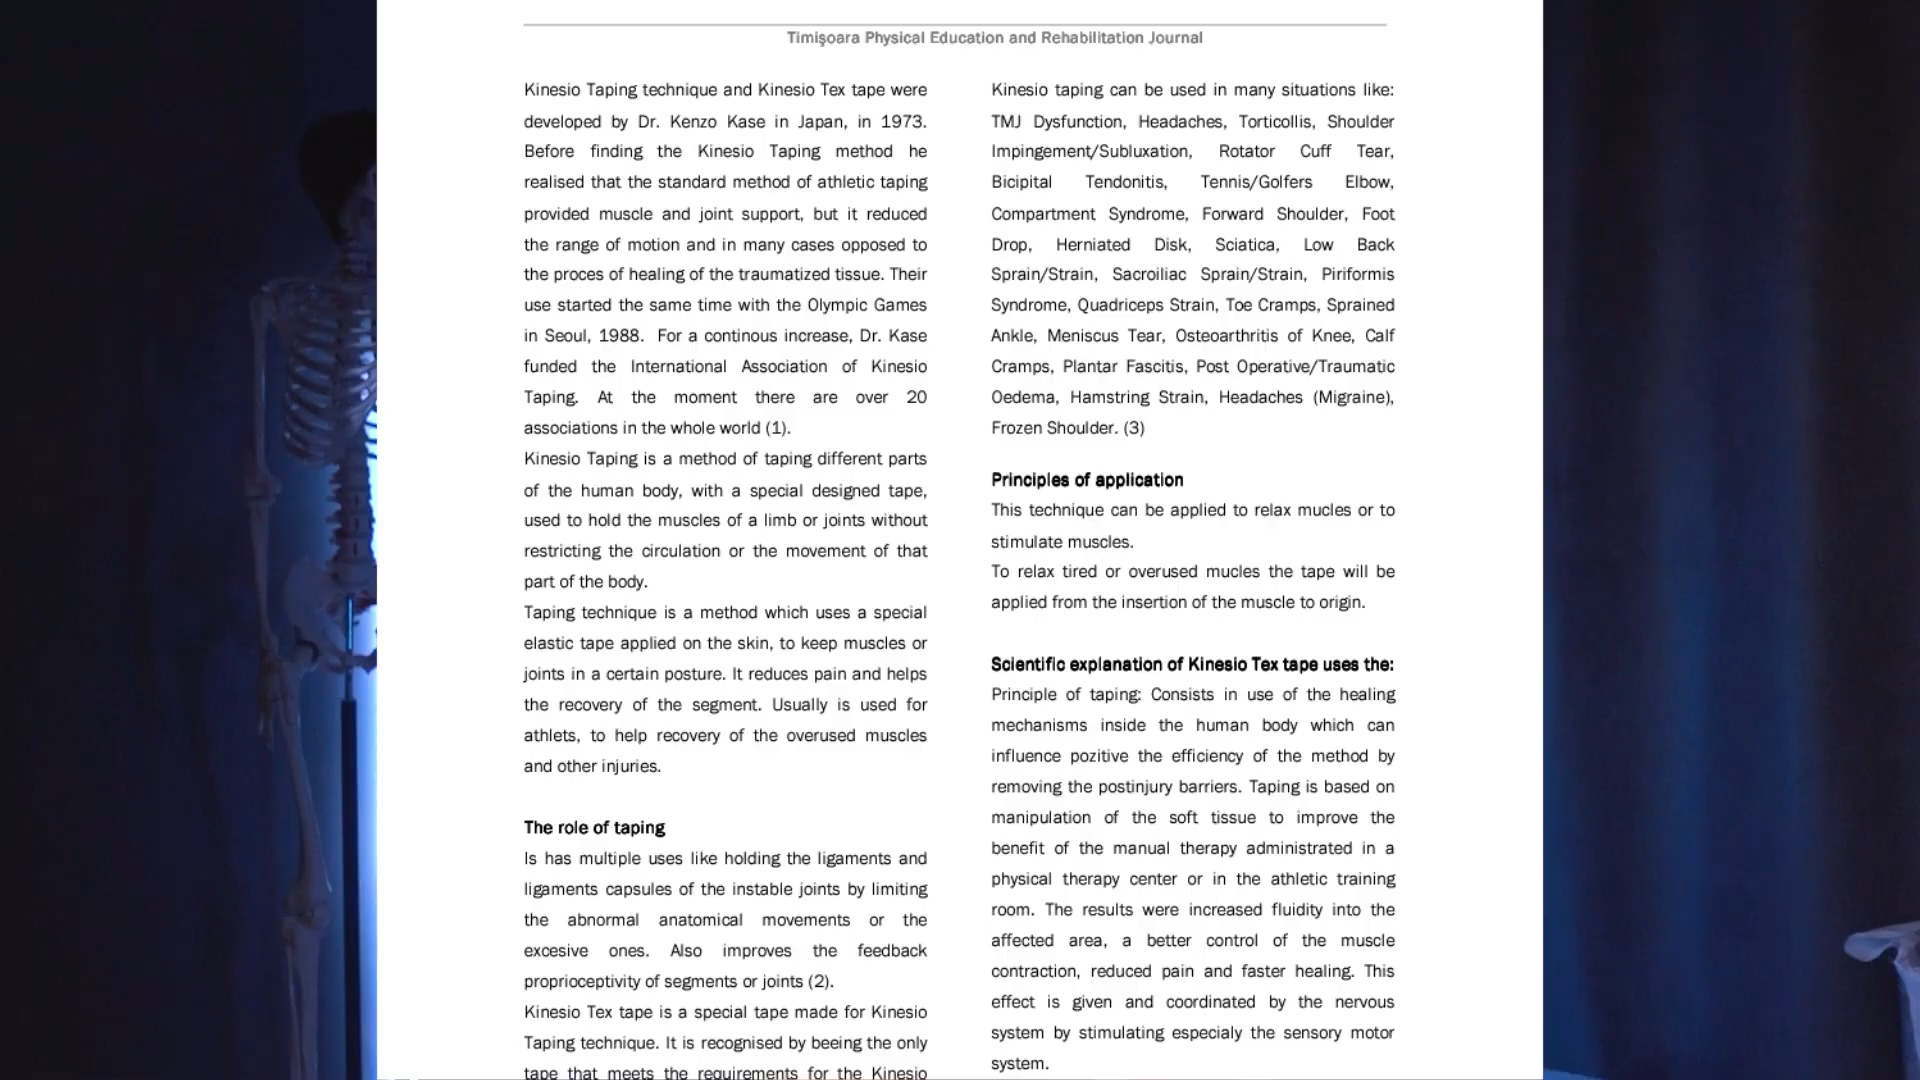 Timişoara Physical Education and Rehabilitation Journal
Kinesio Taping technique and Kinesio Tex tape were
developed by Dr. Kenzo Kase in Japan, in 1973.
Before finding the Kinesio Taping method he
realised that the standard method of athletic taping
provided muscle and joint support, but it reduced
the range of motion and in many cases opposed to
the proces of healing of the traumatized tissue. Their
use started the same time with the Olympic Games
in Seoul, 1988. For a continous increase, Dr. Kase
funded the International Association of Kinesio
Taping. At the moment there are over 20
associations in the whole world (1).
Kinesio Taping is a method of taping different parts
of the human body, with a special designed tape,
used to hold the muscles of a limb or joints without
restricting the circulation or the movement of that
part of the body.
Taping technique is a method which uses a special
elastic tape applied on the skin, to keep muscles or
joints in a certain posture. It reduces pain and helps
the recovery of the segment. Usually is used for
athlets, to help recovery of the overused muscles
and other injuries.
The role of taping
Is has multiple uses like holding the ligaments and
ligaments capsules of the instable joints by limiting
the abnormal anatomical movements or the
excesive ones. Also improves the feedback
proprioceptivity of segments or joints (2).
Kinesio Tex tape is a special tape made for Kinesio
Taping technique. It is recognised by beeing the only
tape that meets the requirements for the Kinesio
Kinesio taping can be used in many situations like:
TMJ Dysfunction, Headaches, Torticollis, Shoulder
Impingement/Subluxation, Rotator Cuff Tear,
Bicipital Tendonitis, Tennis/Golfers Elbow,
Compartment Syndrome, Forward Shoulder, Foot
Drop, Herniated Disk, Sciatica, Low Back
Sprain/Strain, Sacroiliac Sprain/Strain, Piriformis
Syndrome, Quadriceps Strain, Toe Cramps, Sprained
Ankle, Meniscus Tear, Osteoarthritis of Knee, Calf
Cramps, Plantar Fascitis, Post Operative/Traumatic
Oedema, Hamstring Strain, Headaches (Migraine),
Frozen Shoulder. (3)
Principles of application
This technique can be applied to relax mucles or to
stimulate muscles.
To relax tired or overused mucles the tape will be
applied from the insertion of the muscle to origin.
Scientific explanation of Kinesio Tex tape uses the:
Principle of taping: Consists in use of the healing
mechanisms inside the human body which can
influence pozitive the efficiency of the method by
removing the postinjury barriers. Taping is based on
manipulation of the soft tissue to improve the
benefit of the manual therapy administrated in a
physical therapy center or in the athletic training
room. The results were increased fluidity into the
affected area, a better control of the muscle
contraction, reduced pain and faster healing. This
effect is given and coordinated by the nervous
system by stimulating especialy the sensory motor
system.